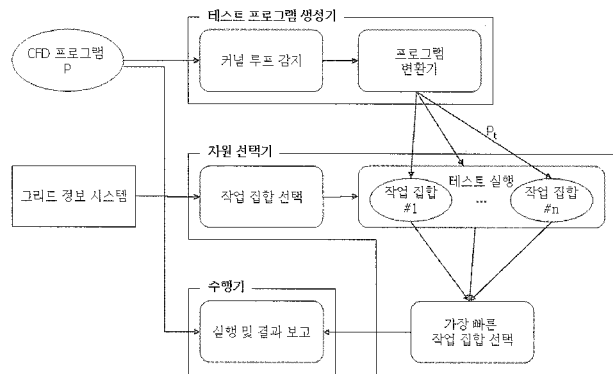 테스트 프로그램 생성기
CFD 프로그램
P
커널 루프 감지
프로그램
변환기
Pt
자원 선택기
그리드 정보 시스템
작업 집합 선택
테스트 실행
작업 집합
#1
...
작업 집합
#n
수행기
실행 및 결과 보고
가장 빠른
작업 집합 선택